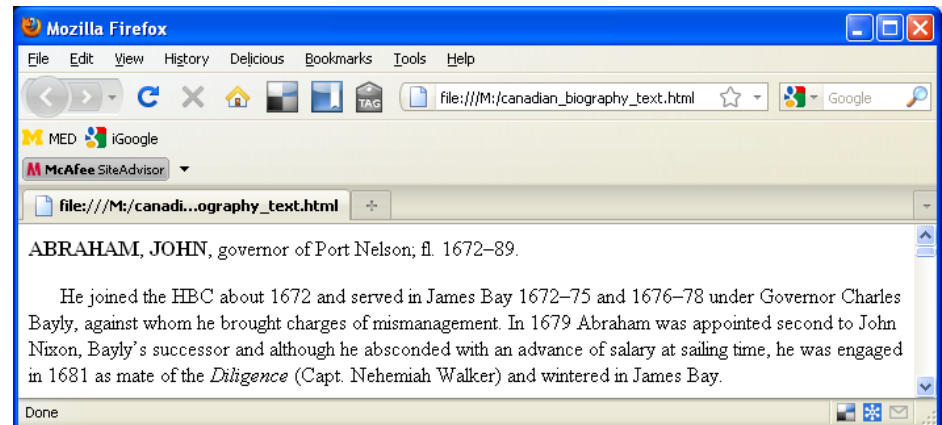 Mozilla Firefox
File Edit View History Delicious Bookmarks Tools Help
TAG file:///M:/canadian_biography_text.html Google
MED iGoogle
McAfee SiteAdvisor
file:///M:/canadi...ography_text.html
ABRAHAM, JOHN, governor of Port Nelson; fl. 1672–89.
He joined the HBC about 1672 and served in James Bay 1672–75 and 1676–78 under Governor Charles
Bayly, against whom he brought charges of mismanagement. In 1679 Abraham was appointed second to John
Nixon, Bayly's successor and although he absconded with an advance of salary at sailing time, he was engaged
in 1681 as mate of the Diligence (Capt. Nehemiah Walker) and wintered in James Bay.
Done